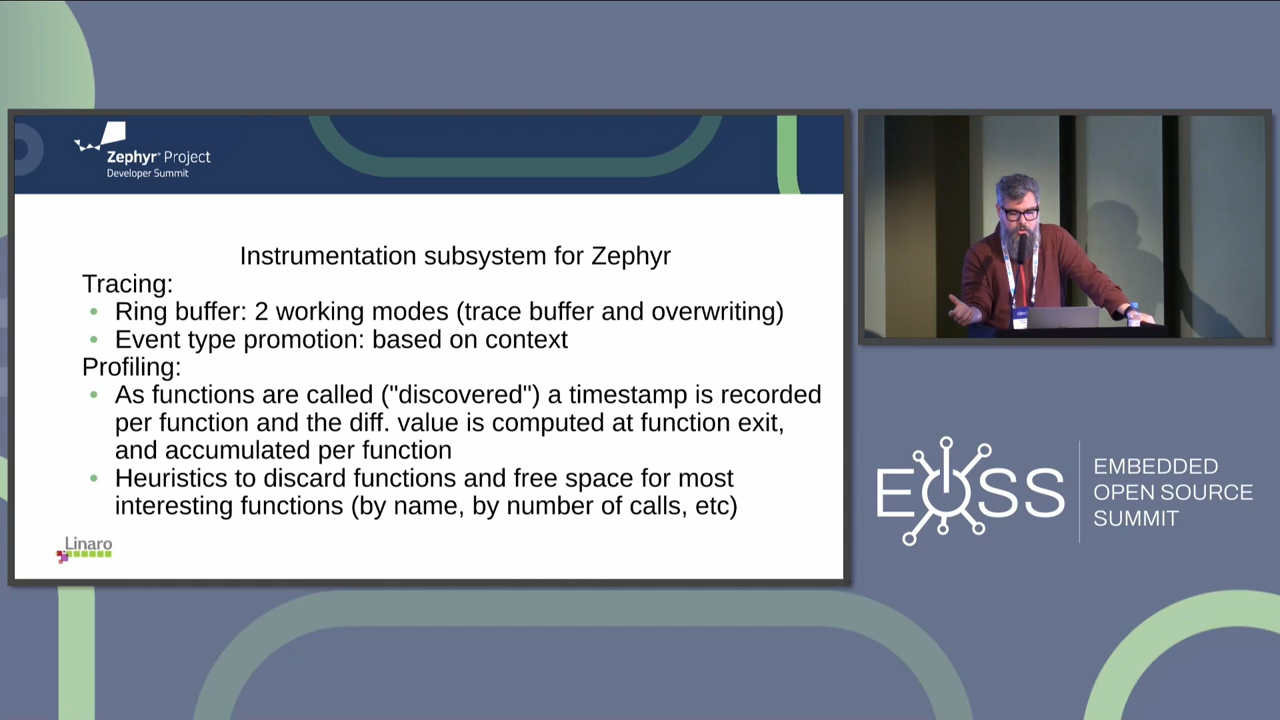 Zephyr® Project
Developer Summit
Instrumentation subsystem for Zephyr
Tracing:
• Ring buffer: 2 working modes (trace buffer and overwriting)
• Event type promotion: based on context
Profiling:
• As functions are called ("discovered") a timestamp is recorded
per function and the diff. value is computed at function exit,
and accumulated per function
• Heuristics to discard functions and free space for most
interesting functions (by name, by number of calls, etc)
Linaro
EOSS
EMBEDDED
OPEN SOURCE
SUMMIT